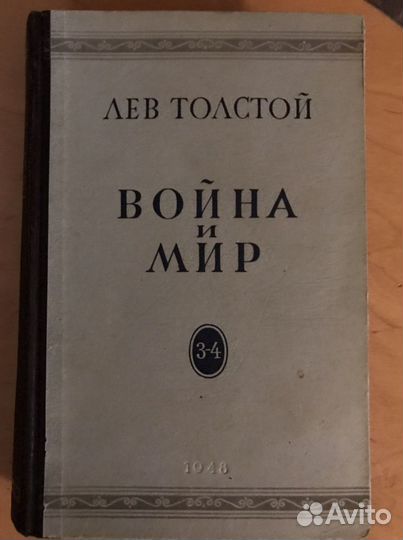 ЛЕВ ТОЛСТОЙ
ВОЙНА
И
МИР
3-4
1948
Avito